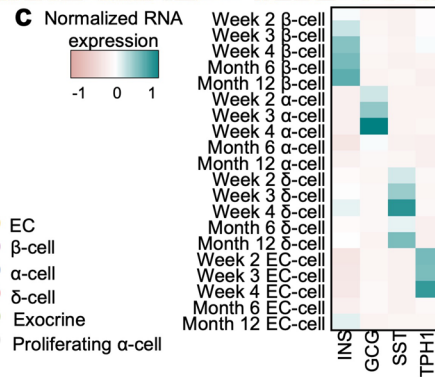 C Normalized RNA
expression
-1 0 1
Week 2 β-cell
Week 3 β-cell
Week 4 β-cell
Month 6 β-cell
Month 12 β-cell
Week 2 α-cell
Week 3 α-cell
Week 4 α-cell
Month 6 α-cell
Month 12 α-cell
Week 2 δ-cell
Week 3 δ-cell
Week 4 δ-cell
Month 6 δ-cell
Month 12 δ-cell
Week 2 EC-cell
Week 3 EC-cell
Week 4 EC-cell
Month 6 EC-cell
Month 12 EC-cell
INS
GCG
SST
TPH1
EC
β-cell
α-cell
δ-cell
Exocrine
Proliferating α-cell